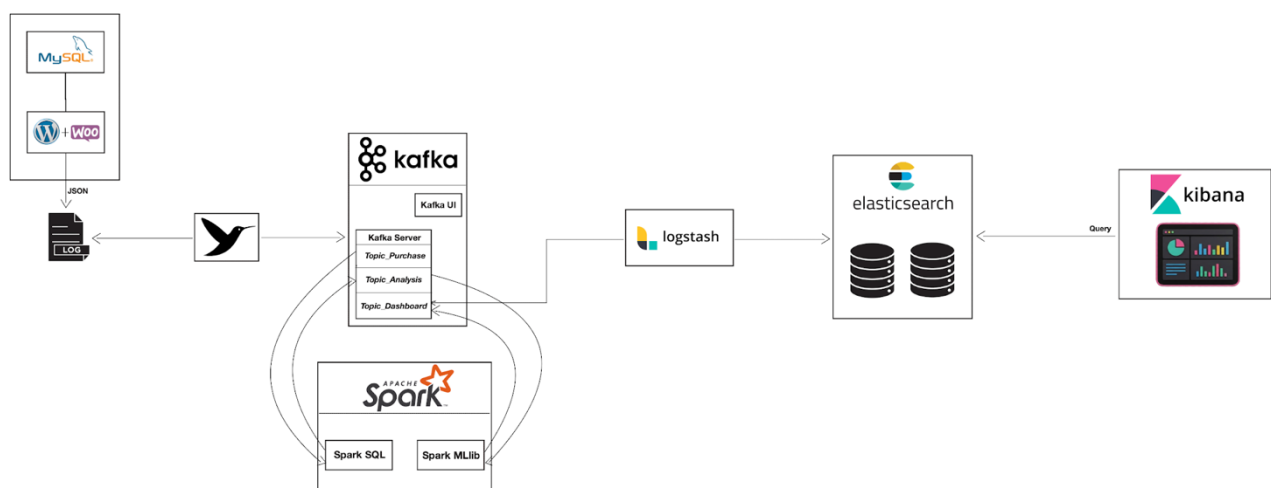 MySQL
W + WOO
JSON
LOG
kafka
Kafka UI
Kafka Server
Topic_Purchase
Topic_Analysis
Topic_Dashboard
APACHE
Spark
Spark SQL
Spark MLlib
logstash
elasticsearch
Query
kibana